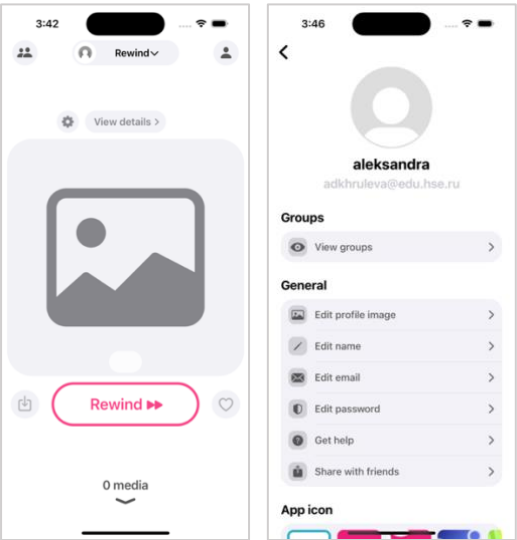 3:42
Rewind
View details >
Rewind
0 media
3:46
aleksandra
adkhruleva@edu.hse.ru
Groups
View groups
General
Edit profile image
Edit name
Edit email
Edit password
Get help
Share with friends
App icon